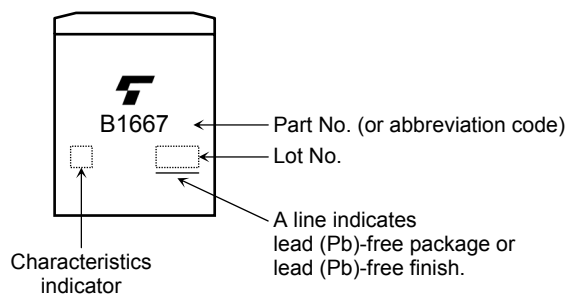 B1667
Part No. (or abbreviation code)
Lot No.
A line indicates
lead (Pb)-free package or
lead (Pb)-free finish.
Characteristics
indicator